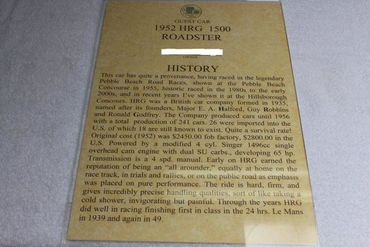 GUEST CAR
1952 HRG 1500
ROADSTER
HISTORY
This car has quite a provenance, having raced in the legendary
Pebble Beach Road Races, shown at the Pebble Beach
Concourse in 1955, historic raced in the 1980s, to the early
2000s, and in recent years I've shown it at the Hillsborough
Concours. HRG was a British car company formed in 1935,
named after its founders, Major E. A. Halford, Guy Robbins
and Ronald Godfrey. The Company produced cars until 1956
with a total production of 241 cars. 26 were imported into the
U.S. of which 18 are still known to exist. Quite a survival rate!
Original cost (1952) was $2450.00 fob factory, $2800.00 in the
U.S. Powered by a modified 4 cyl. Singer 1496cc single
overhead cam engine with dual SU carbs., developing 65 hp.
Transmission is a 4 spd. manual. Early on HRG earned the
reputation of being an "all arounder," equally at home on the
race track, in trials and rallies, or on the public road as emphasis
was placed on pure performance. The ride is hard, firm, and
gives incredibly precise handling qualities, sort of like taking a
cold shower, invigorating but painful. Through the years HRG
did well in racing finishing first in class in the 24 hrs. Le Mans
in 1939 and again in 49.